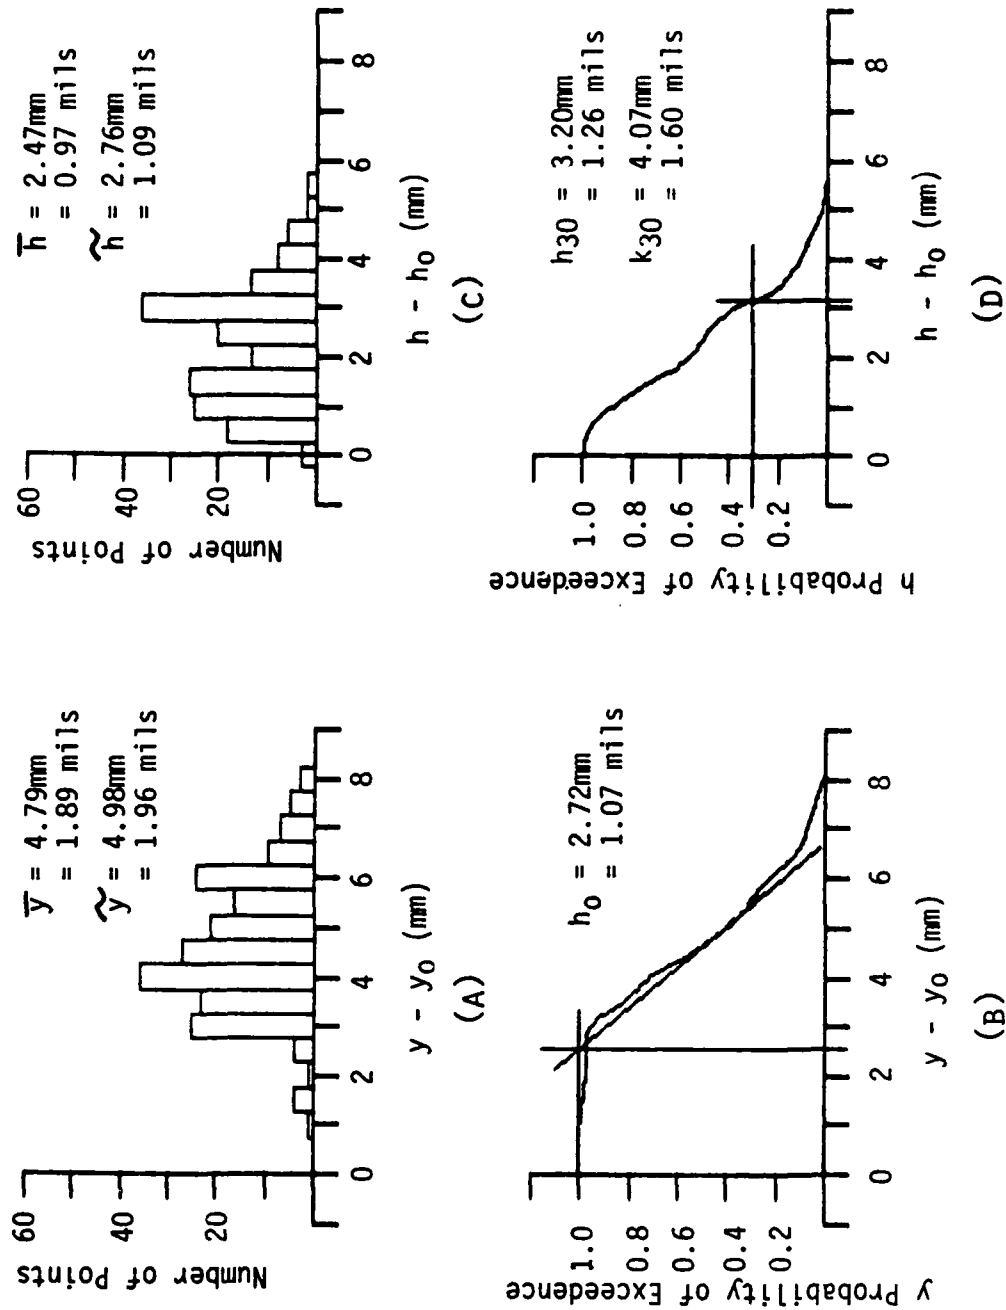 y̅ = 4.79mm
= 1.89 mils
ỹ = 4.98mm
= 1.96 mils
Number of Points
60
40
20
0 2 4 6 8
y - y₀ (mm)
(A)
h₀ = 2.72mm
= 1.07 mils
y Probability of Exceedence
1.0
0.8
0.6
0.4
0.2
0 2 4 6 8
y - y₀ (mm)
(B)
h̅ = 2.47mm
= 0.97 mils
h̃ = 2.76mm
= 1.09 mils
Number of Points
60
40
20
0 2 4 6 8
h - h₀ (mm)
(C)
h₃₀ = 3.20mm
= 1.26 mils
k₃₀ = 4.07mm
= 1.60 mils
h Probability of Exceedence
1.0
0.8
0.6
0.4
0.2
0 2 4 6 8
h - h₀ (mm)
(D)